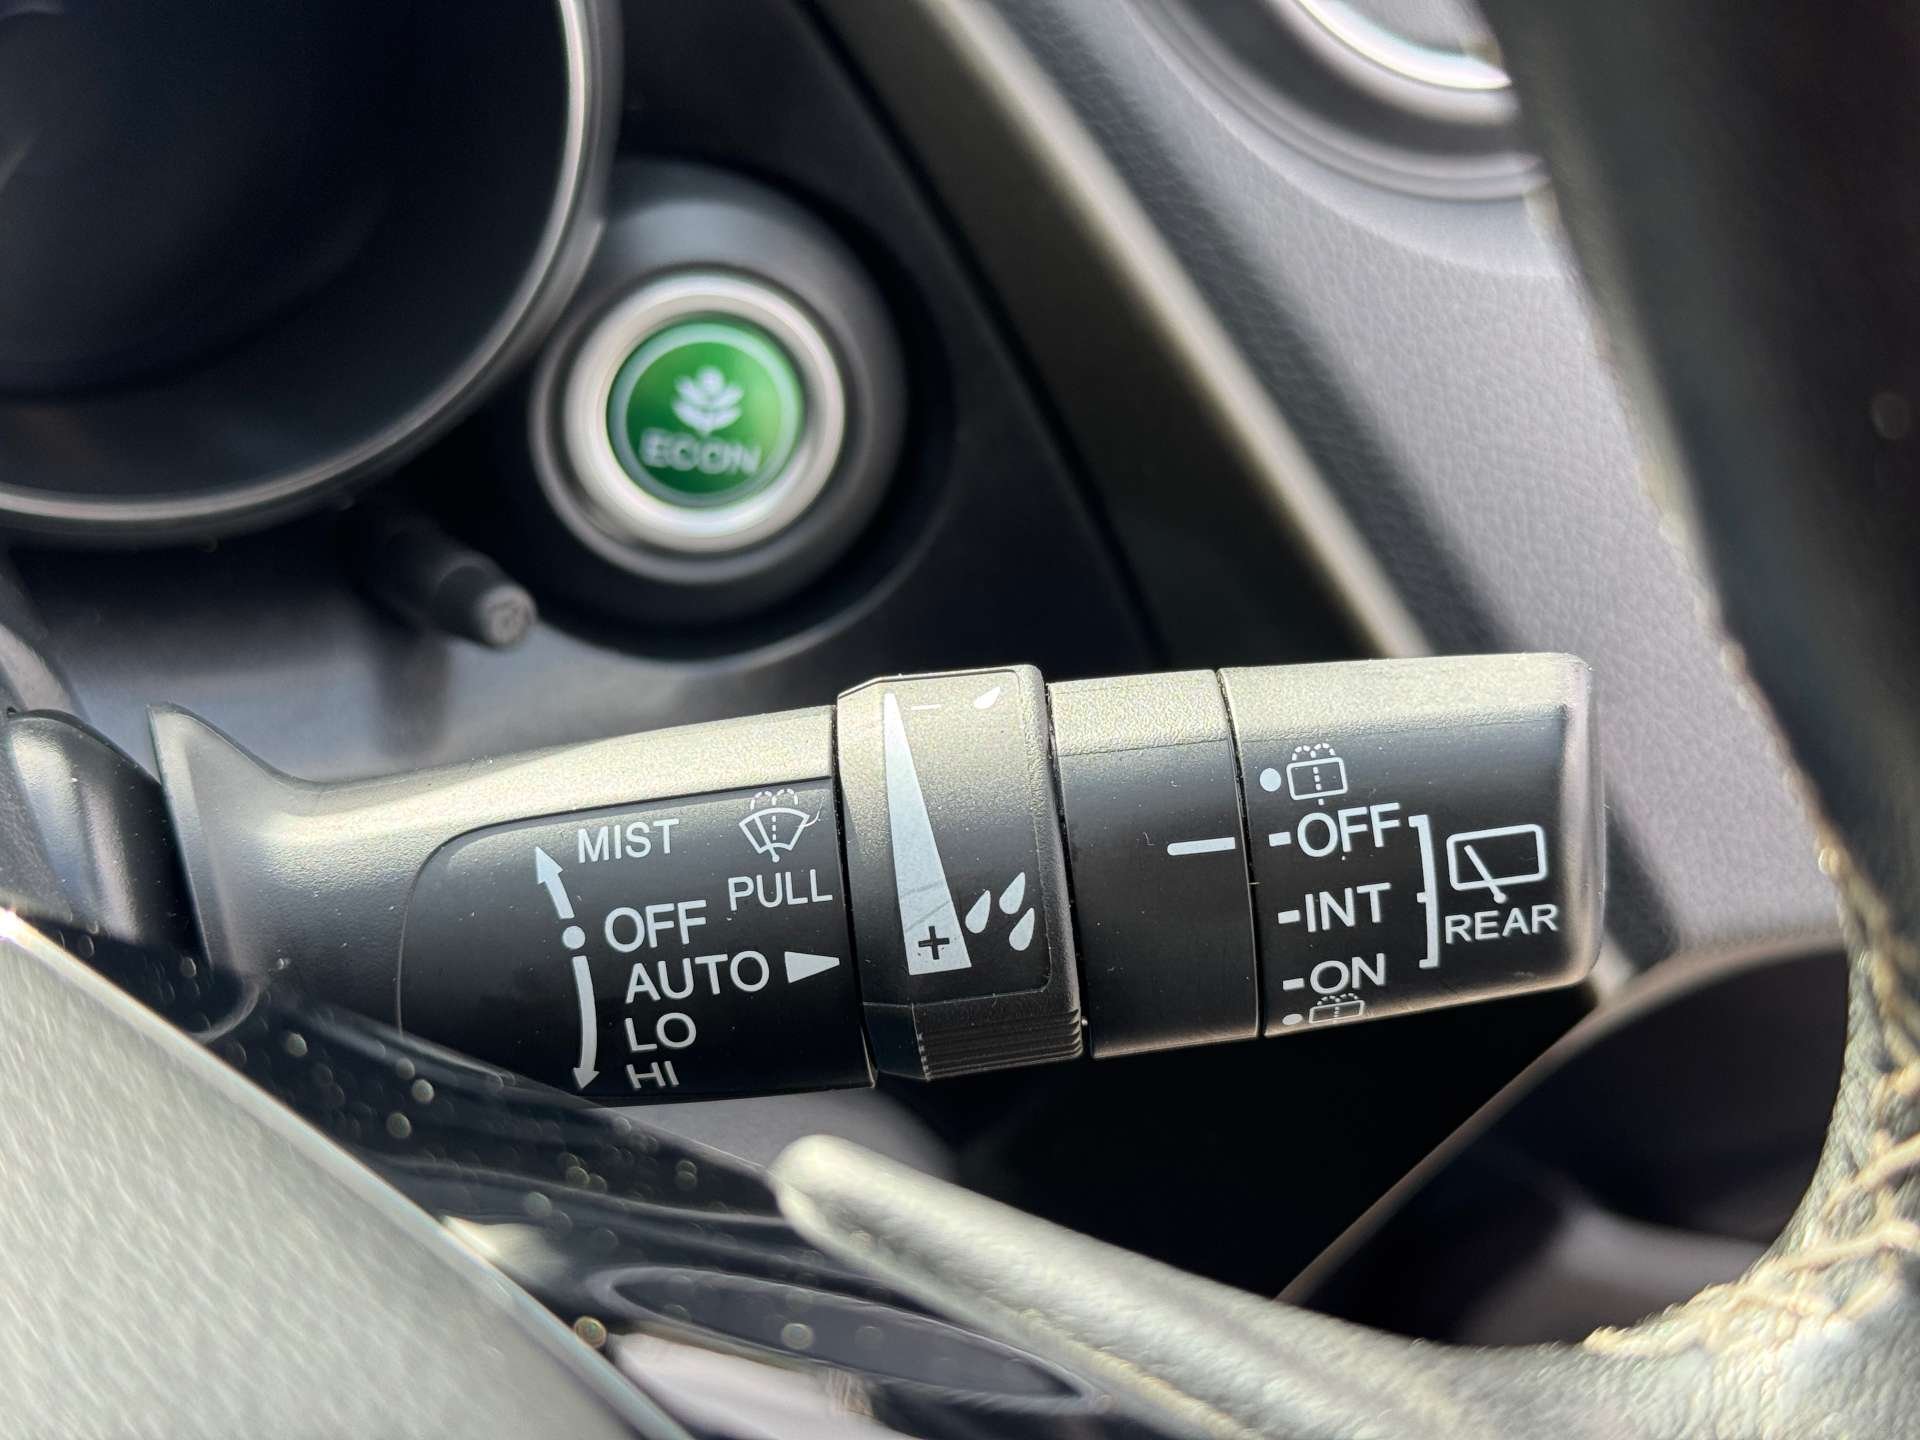 ECON
MIST
PULL
OFF
AUTO
LO
HI
-
+
OFF
INT
ON
REAR